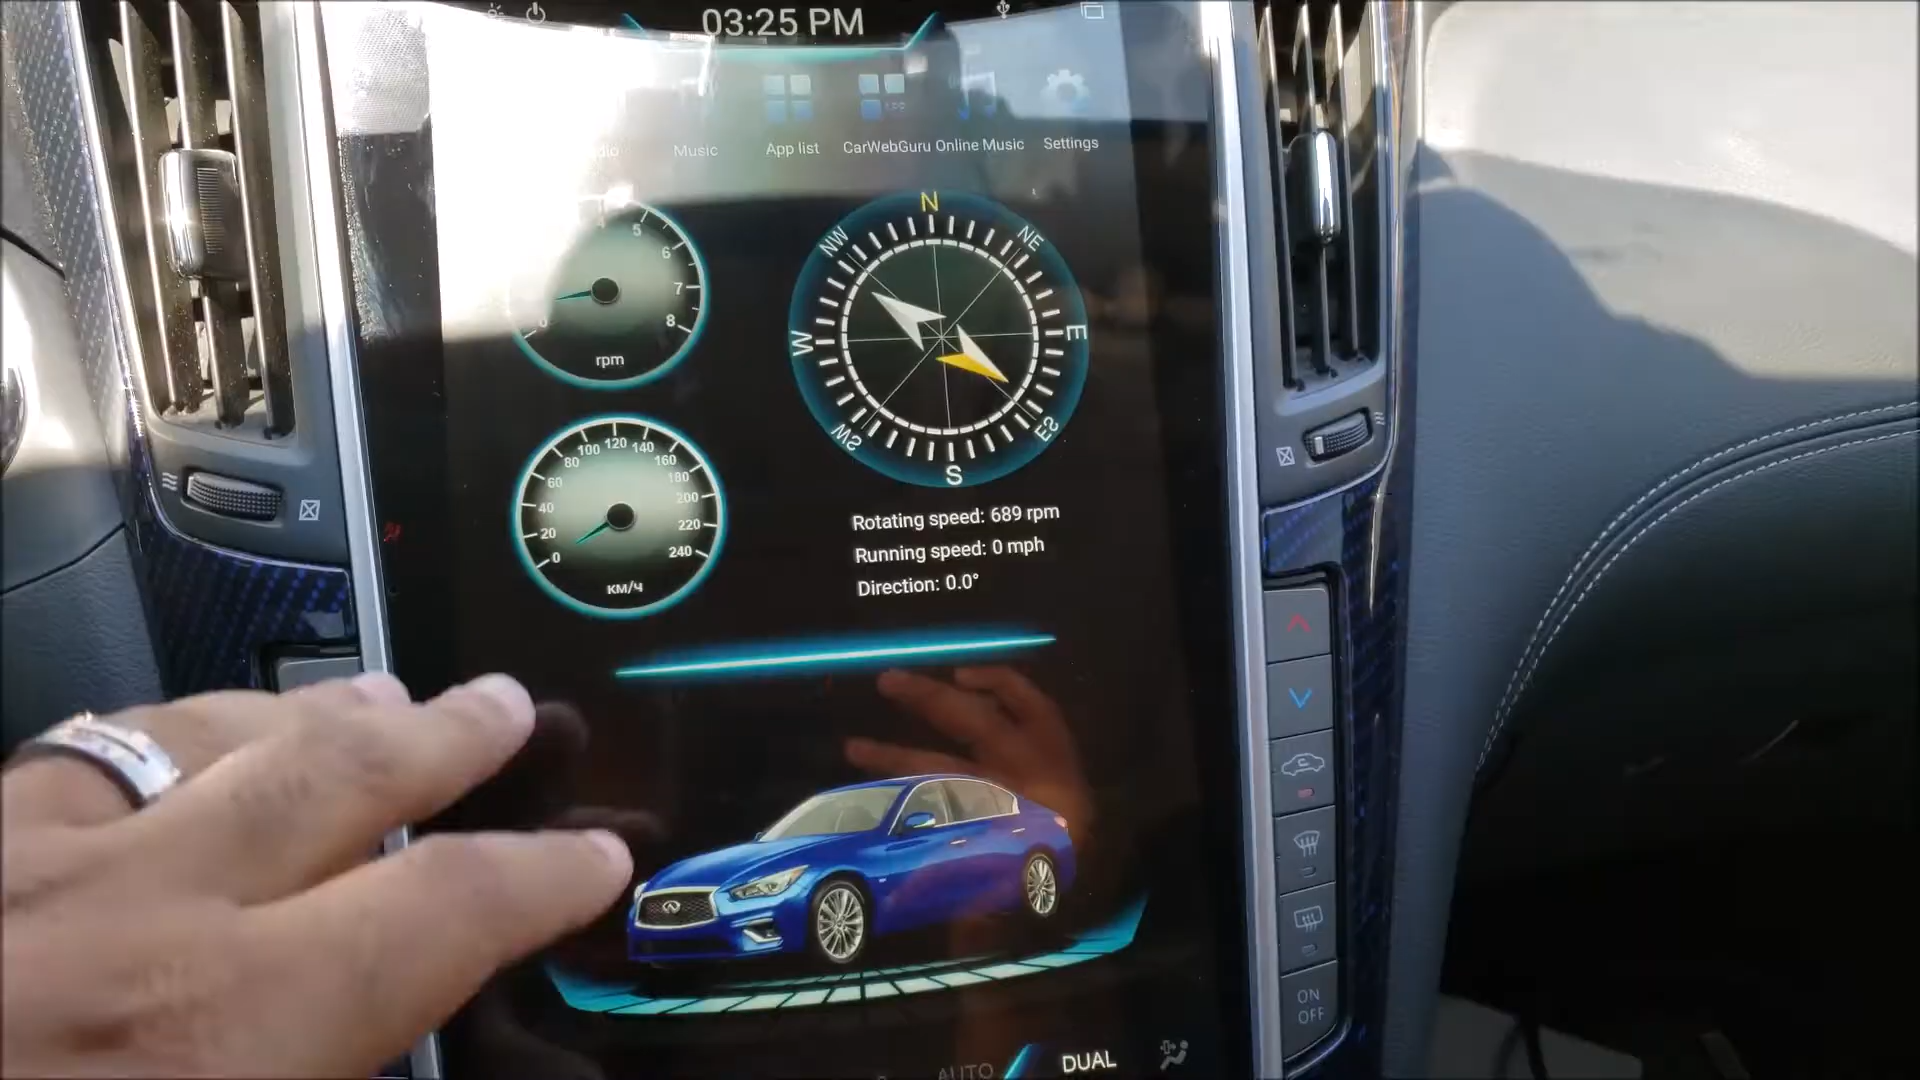 03:25 PM
Music
App list
CarWebGuru
Online Music
Settings
5
6
7
8
rpm
N
NE
E
ES
S
SW
W
NW
0
20
40
60
80
100
120
140
160
180
200
220
240
км/ч
Rotating speed: 689 rpm
Running speed: 0 mph
Direction: 0.0°
AUTO
DUAL
ON
OFF